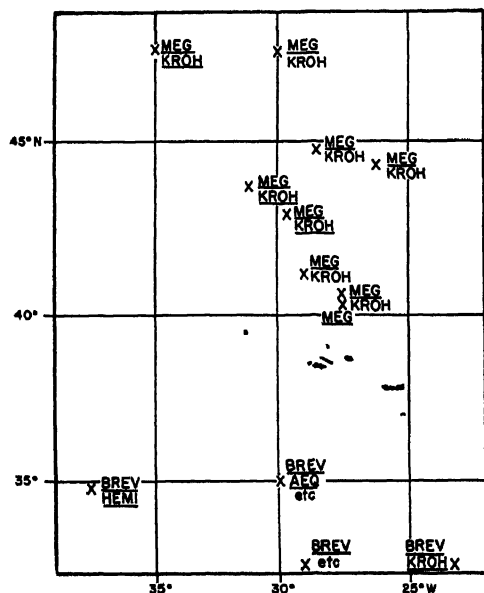 MEG
KROH
MEG
KROH
45°N
MEG
KROH
MEG
KROH
MEG
KROH
MEG
KROH
MEG
KROH
MEG
KROH
MEG
40°
35°
BREV
HEMI
BREV
AEQ
etc
BREV
etc
BREV
KROH
35°
30°
25°W